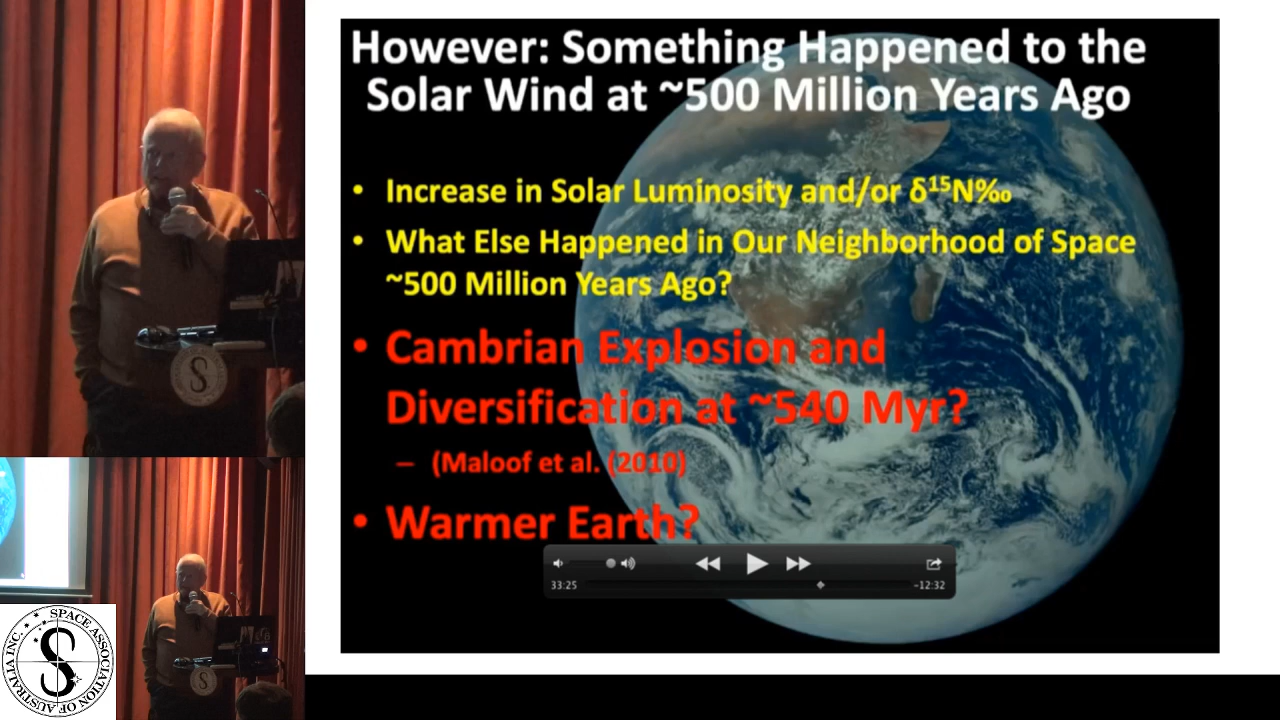 However: Something Happened to the
Solar Wind at ~500 Million Years Ago
• Increase in Solar Luminosity and/or δ¹⁵N‰
• What Else Happened in Our Neighborhood of Space
~500 Million Years Ago?
• Cambrian Explosion and
Diversification at ~540 Myr?
– (Maloof et al. (2010)
• Warmer Earth?
33:25
-12:32
S
SPACE ASSOCIATION OF AUSTRALIA INC.
S